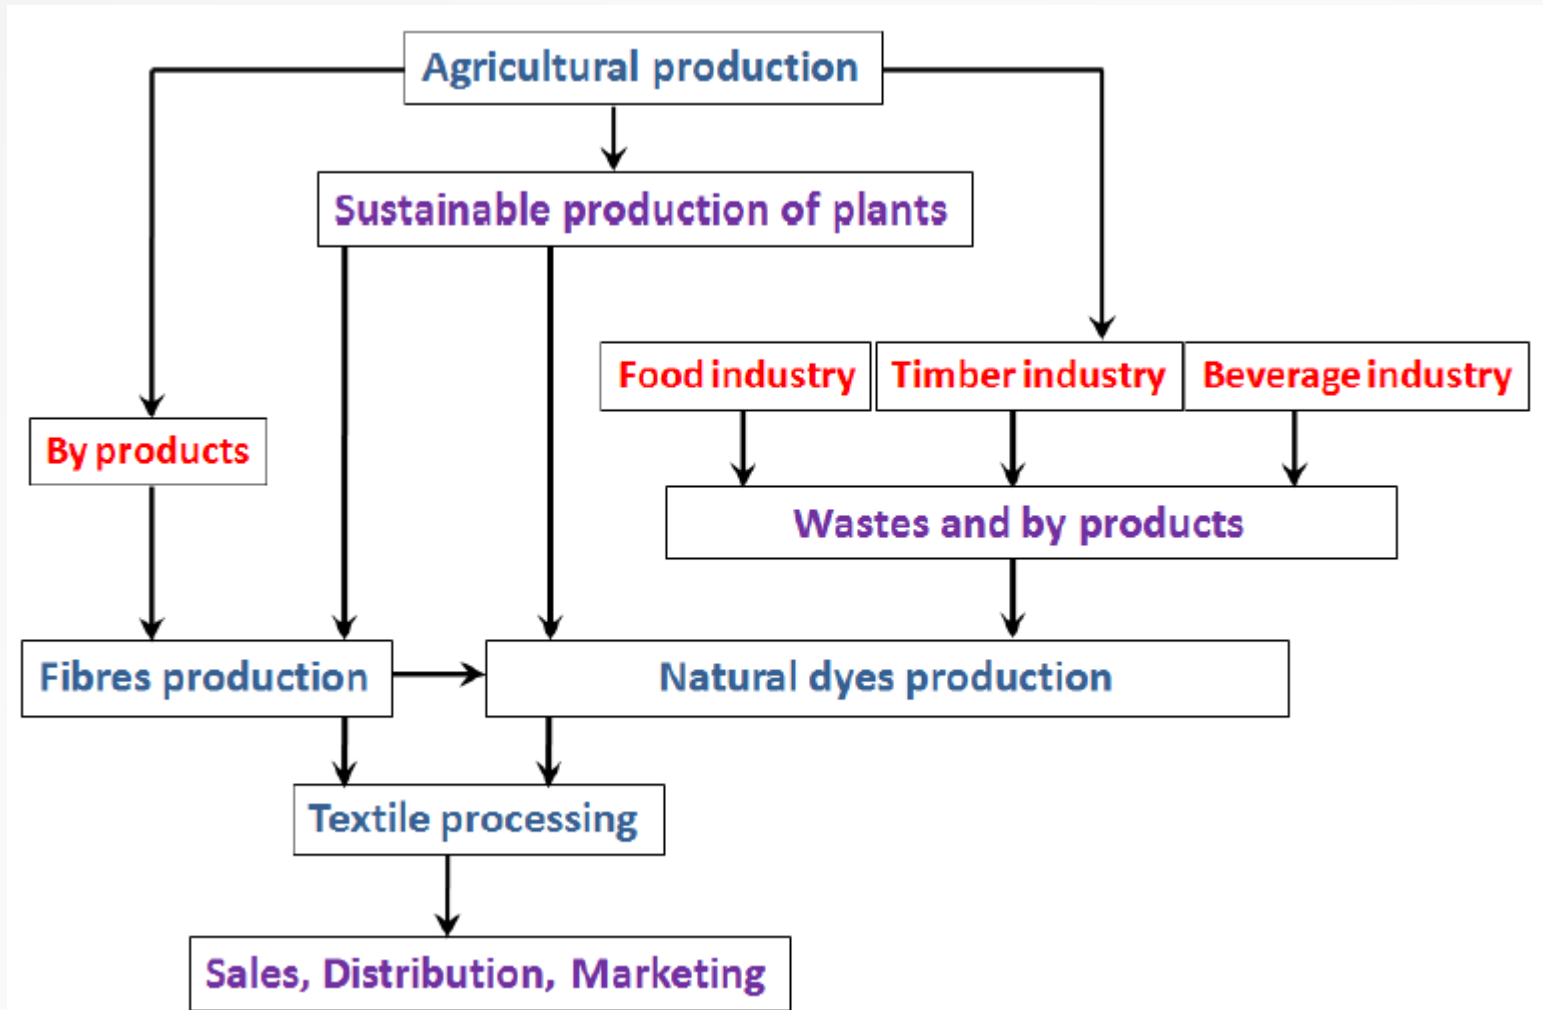 Agricultural production
Sustainable production of plants
Food industry
Timber industry
Beverage industry
By products
Wastes and by products
Fibres production
Natural dyes production
Textile processing
Sales, Distribution, Marketing